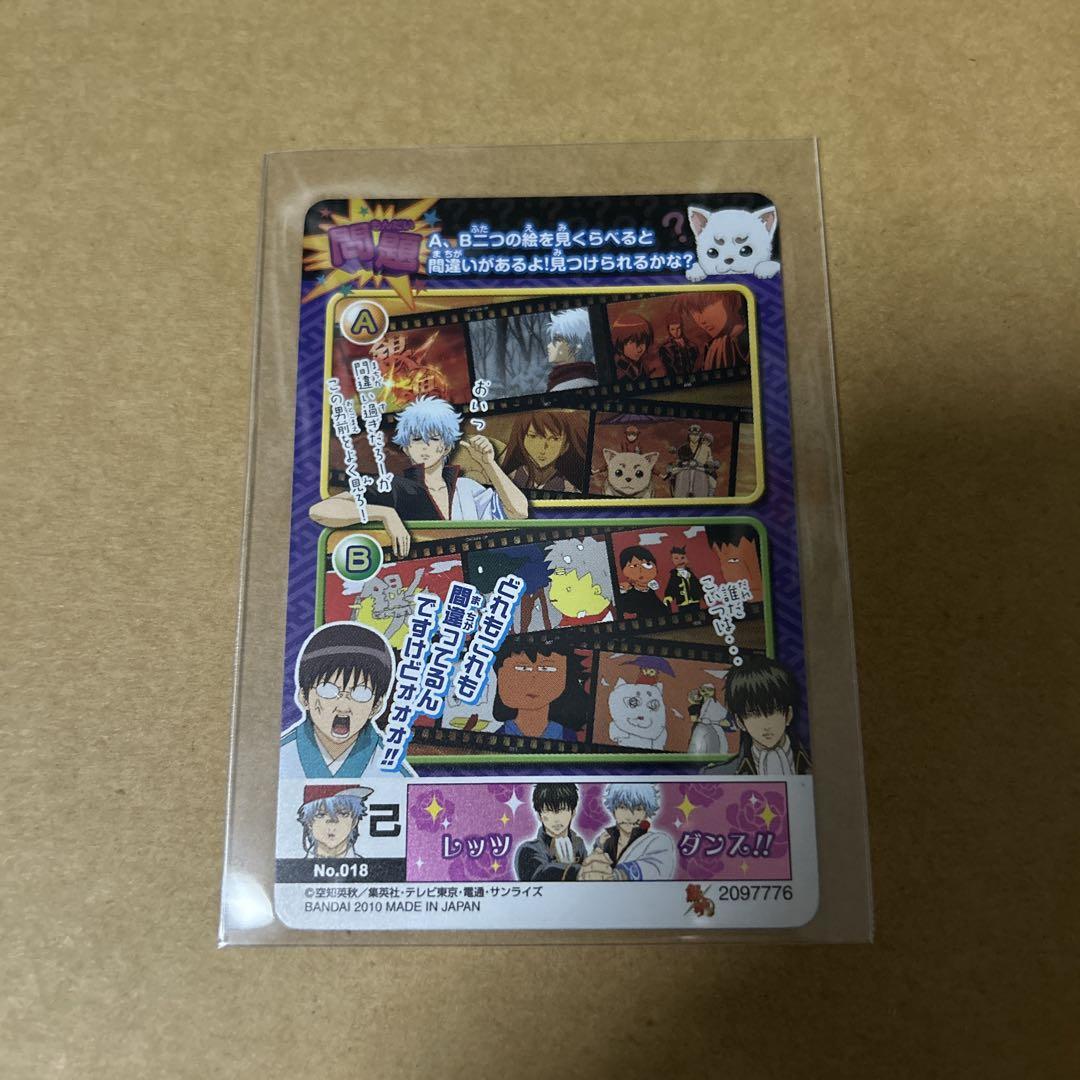 問題
A、B二つの絵を見くらべると
間違いがあるよ!見つけられるかな?
A
おいっ
間違い過ぎだろーが
この男前をよく見ろ!
B
どれもこれも
間違ってるん
ですけどォォォ!!
誰だ
こいつは・・・
己
レッツ
ダンス!!
No.018
©空知英秋／集英社・テレビ東京・電通・サンライズ
BANDAI 2010 MADE IN JAPAN
2097776